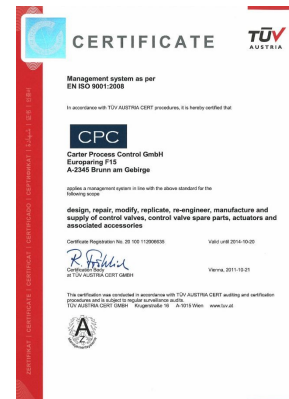 CERTIFICATE
TÜV
AUSTRIA
Management system as per
EN ISO 9001:2008
In accordance with TÜV AUSTRIA CERT procedures, it is hereby certified that
CPC
Carter Process Control GmbH
Europaring F15
A-2345 Brunn am Gebirge
applies a management system in line with the above standard for the
following scope
design, repair, modify, replicate, re-engineer, manufacture and
supply of control valves, control valve spare parts, actuators and
associated accessories
Certificate Registration No. 20 100 112006635
Valid until 2014-10-20
Certification Body
at TÜV AUSTRIA CERT GMBH
Vienna, 2011-10-21
This certification was conducted in accordance with TÜV AUSTRIA CERT auditing and certification
procedures and is subject to regular surveillance audits.
TÜV AUSTRIA CERT GMBH Krugerstraße 16 A-1015 Wien www.tuv.at
ZERTIFIKAT | CERTIFICATE | CERTIFICAT | CERTIFICADO |